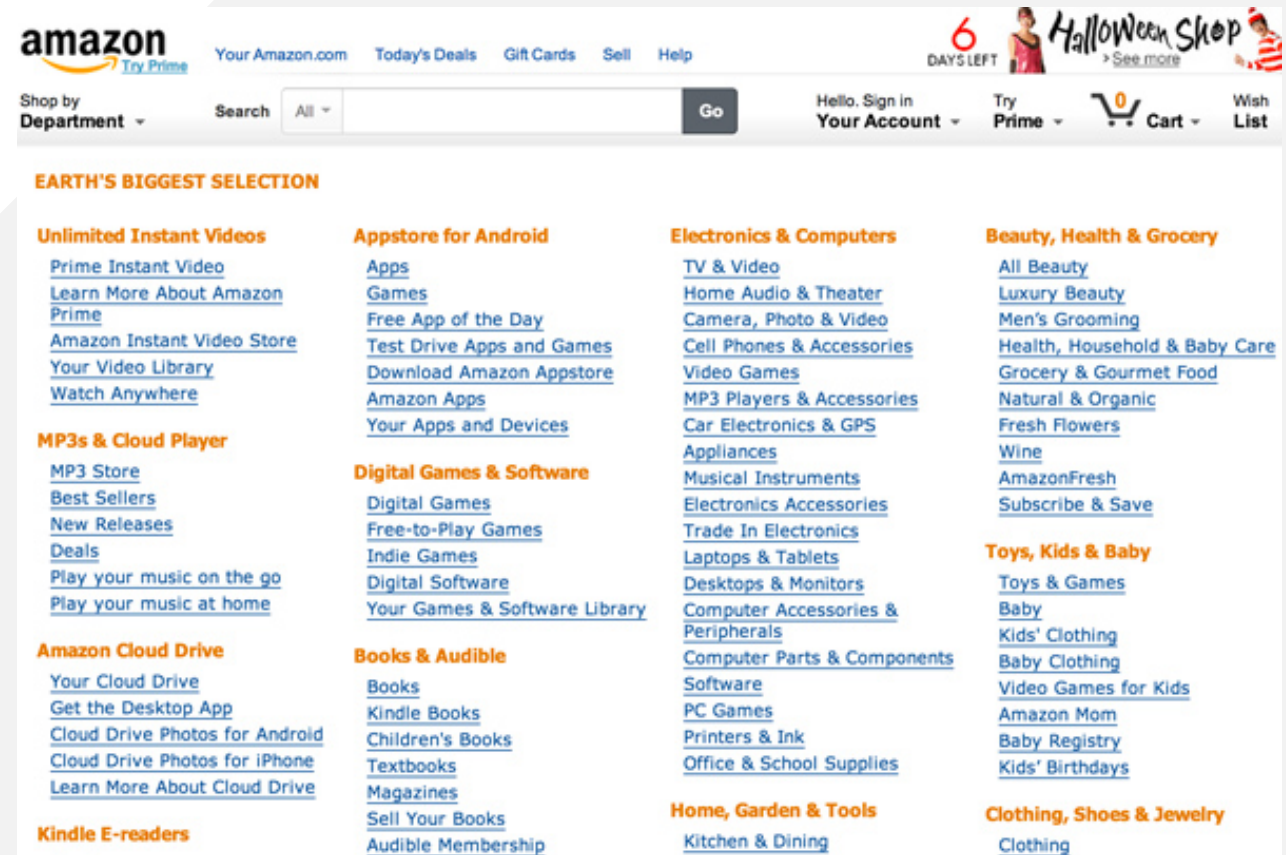 amazon
Try Prime
Your Amazon.com
Today's Deals
Gift Cards
Sell
Help
6
DAYS LEFT
Halloween Shop
> See more
Shop by
Department
Search
All
Go
Hello. Sign in
Your Account
Try
Prime
0
Cart
Wish
List
EARTH'S BIGGEST SELECTION
Unlimited Instant Videos
Prime Instant Video
Learn More About Amazon
Prime
Amazon Instant Video Store
Your Video Library
Watch Anywhere
MP3s & Cloud Player
MP3 Store
Best Sellers
New Releases
Deals
Play your music on the go
Play your music at home
Amazon Cloud Drive
Your Cloud Drive
Get the Desktop App
Cloud Drive Photos for Android
Cloud Drive Photos for iPhone
Learn More About Cloud Drive
Kindle E-readers
Appstore for Android
Apps
Games
Free App of the Day
Test Drive Apps and Games
Download Amazon Appstore
Amazon Apps
Your Apps and Devices
Digital Games & Software
Digital Games
Free-to-Play Games
Indie Games
Digital Software
Your Games & Software Library
Books & Audible
Books
Kindle Books
Children's Books
Textbooks
Magazines
Sell Your Books
Audible Membership
Electronics & Computers
TV & Video
Home Audio & Theater
Camera, Photo & Video
Cell Phones & Accessories
Video Games
MP3 Players & Accessories
Car Electronics & GPS
Appliances
Musical Instruments
Electronics Accessories
Trade In Electronics
Laptops & Tablets
Desktops & Monitors
Computer Accessories &
Peripherals
Computer Parts & Components
Software
PC Games
Printers & Ink
Office & School Supplies
Home, Garden & Tools
Kitchen & Dining
Beauty, Health & Grocery
All Beauty
Luxury Beauty
Men's Grooming
Health, Household & Baby Care
Grocery & Gourmet Food
Natural & Organic
Fresh Flowers
Wine
AmazonFresh
Subscribe & Save
Toys, Kids & Baby
Toys & Games
Baby
Kids' Clothing
Baby Clothing
Video Games for Kids
Amazon Mom
Baby Registry
Kids' Birthdays
Clothing, Shoes & Jewelry
Clothing